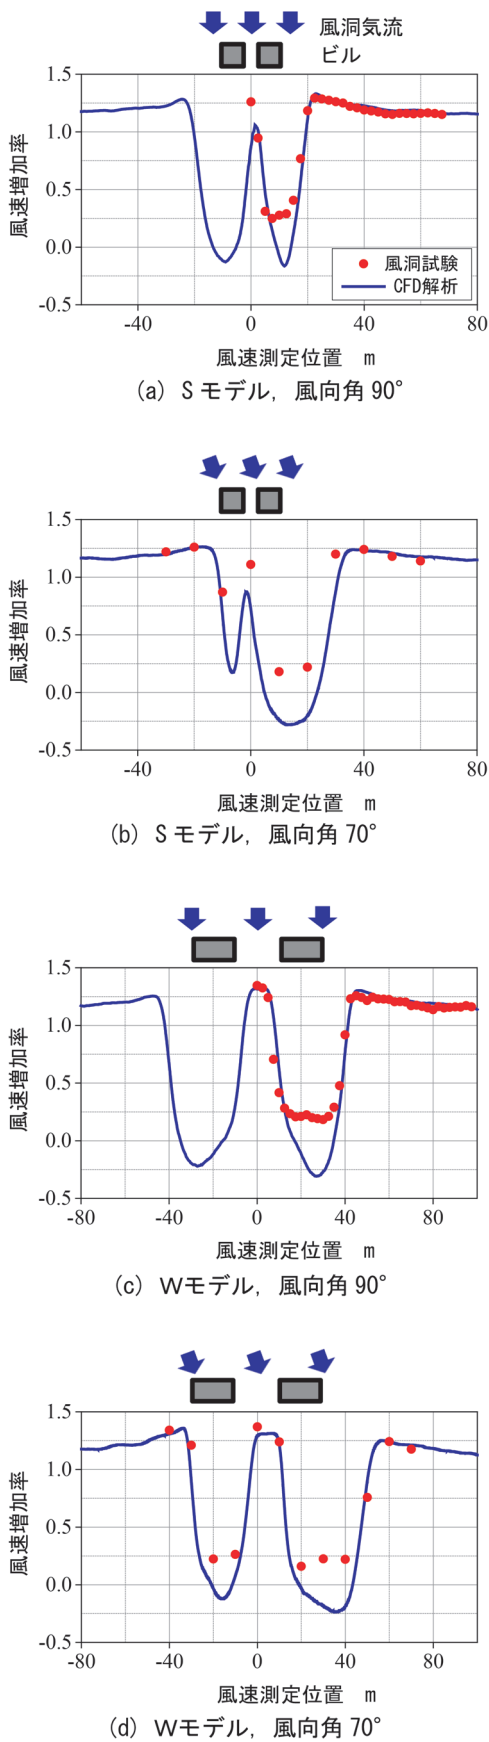 風洞気流
ビル
1.5
1.0
0.5
0.0
-0.5
風速増加率
風洞試験
CFD解析
-40 0 40 80
風速測定位置 m
(a) S モデル, 風向角 90°
1.5
1.0
0.5
0.0
-0.5
風速増加率
-40 0 40 80
風速測定位置 m
(b) S モデル, 風向角 70°
1.5
1.0
0.5
0.0
-0.5
風速増加率
-80 -40 0 40 80
風速測定位置 m
(c) Wモデル, 風向角 90°
1.5
1.0
0.5
0.0
-0.5
風速増加率
-80 -40 0 40 80
風速測定位置 m
(d) Wモデル, 風向角 70°